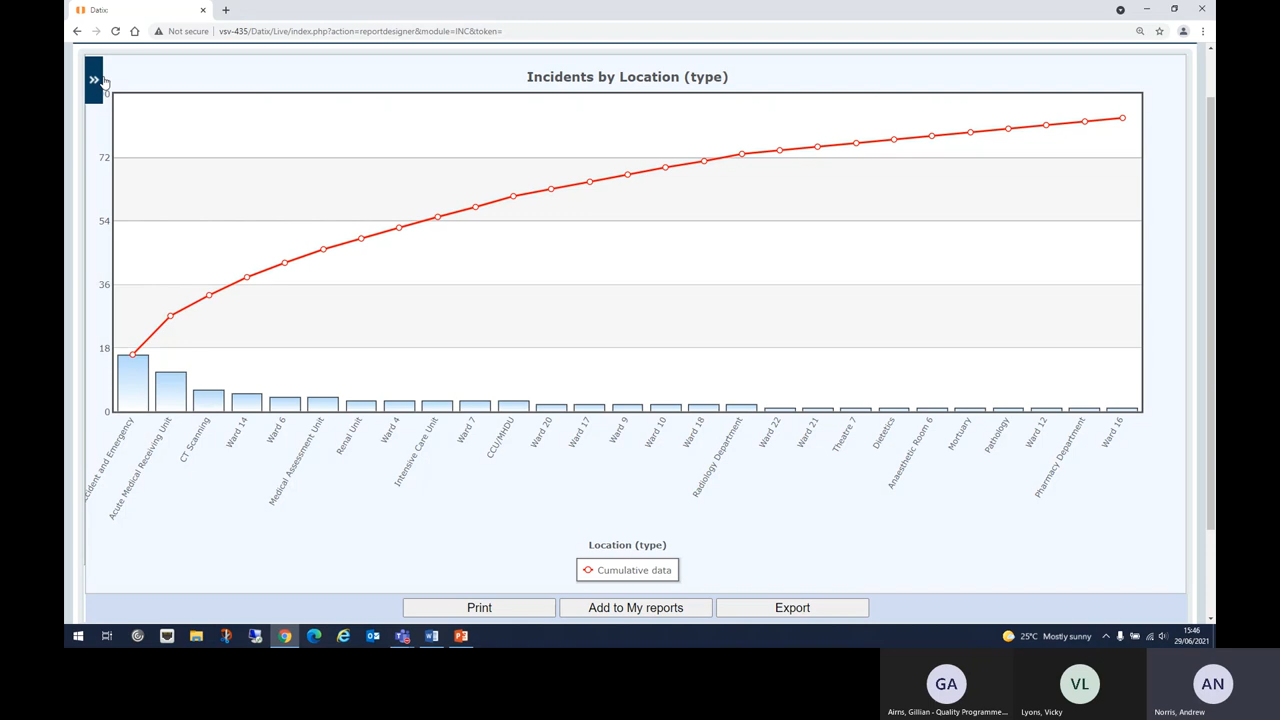 Datix
Not secure
vsv-435/Datix/Live/index.php?action=reportdesigner&module=INC&token=
Incidents by Location (type)
0
72
54
36
18
0
Accident and Emergency
Acute Medical Receiving Unit
CT Scanning
Ward 14
Ward 6
Medical Assessment Unit
Renal Unit
Ward 4
Intensive Care Unit
Ward 7
CCU/MHDU
Ward 20
Ward 17
Ward 9
Ward 10
Ward 18
Radiology Department
Ward 22
Ward 21
Theatre 7
Dietetics
Anaesthetic Room 6
Mortuary
Pathology
Ward 12
Pharmacy Department
Ward 16
Location (type)
Cumulative data
Print
Add to My reports
Export
25°C Mostly sunny
15:46
29/06/2021
GA
VL
AN
Airns, Gillian - Quality Programme...
Lyons, Vicky
Norris, Andrew